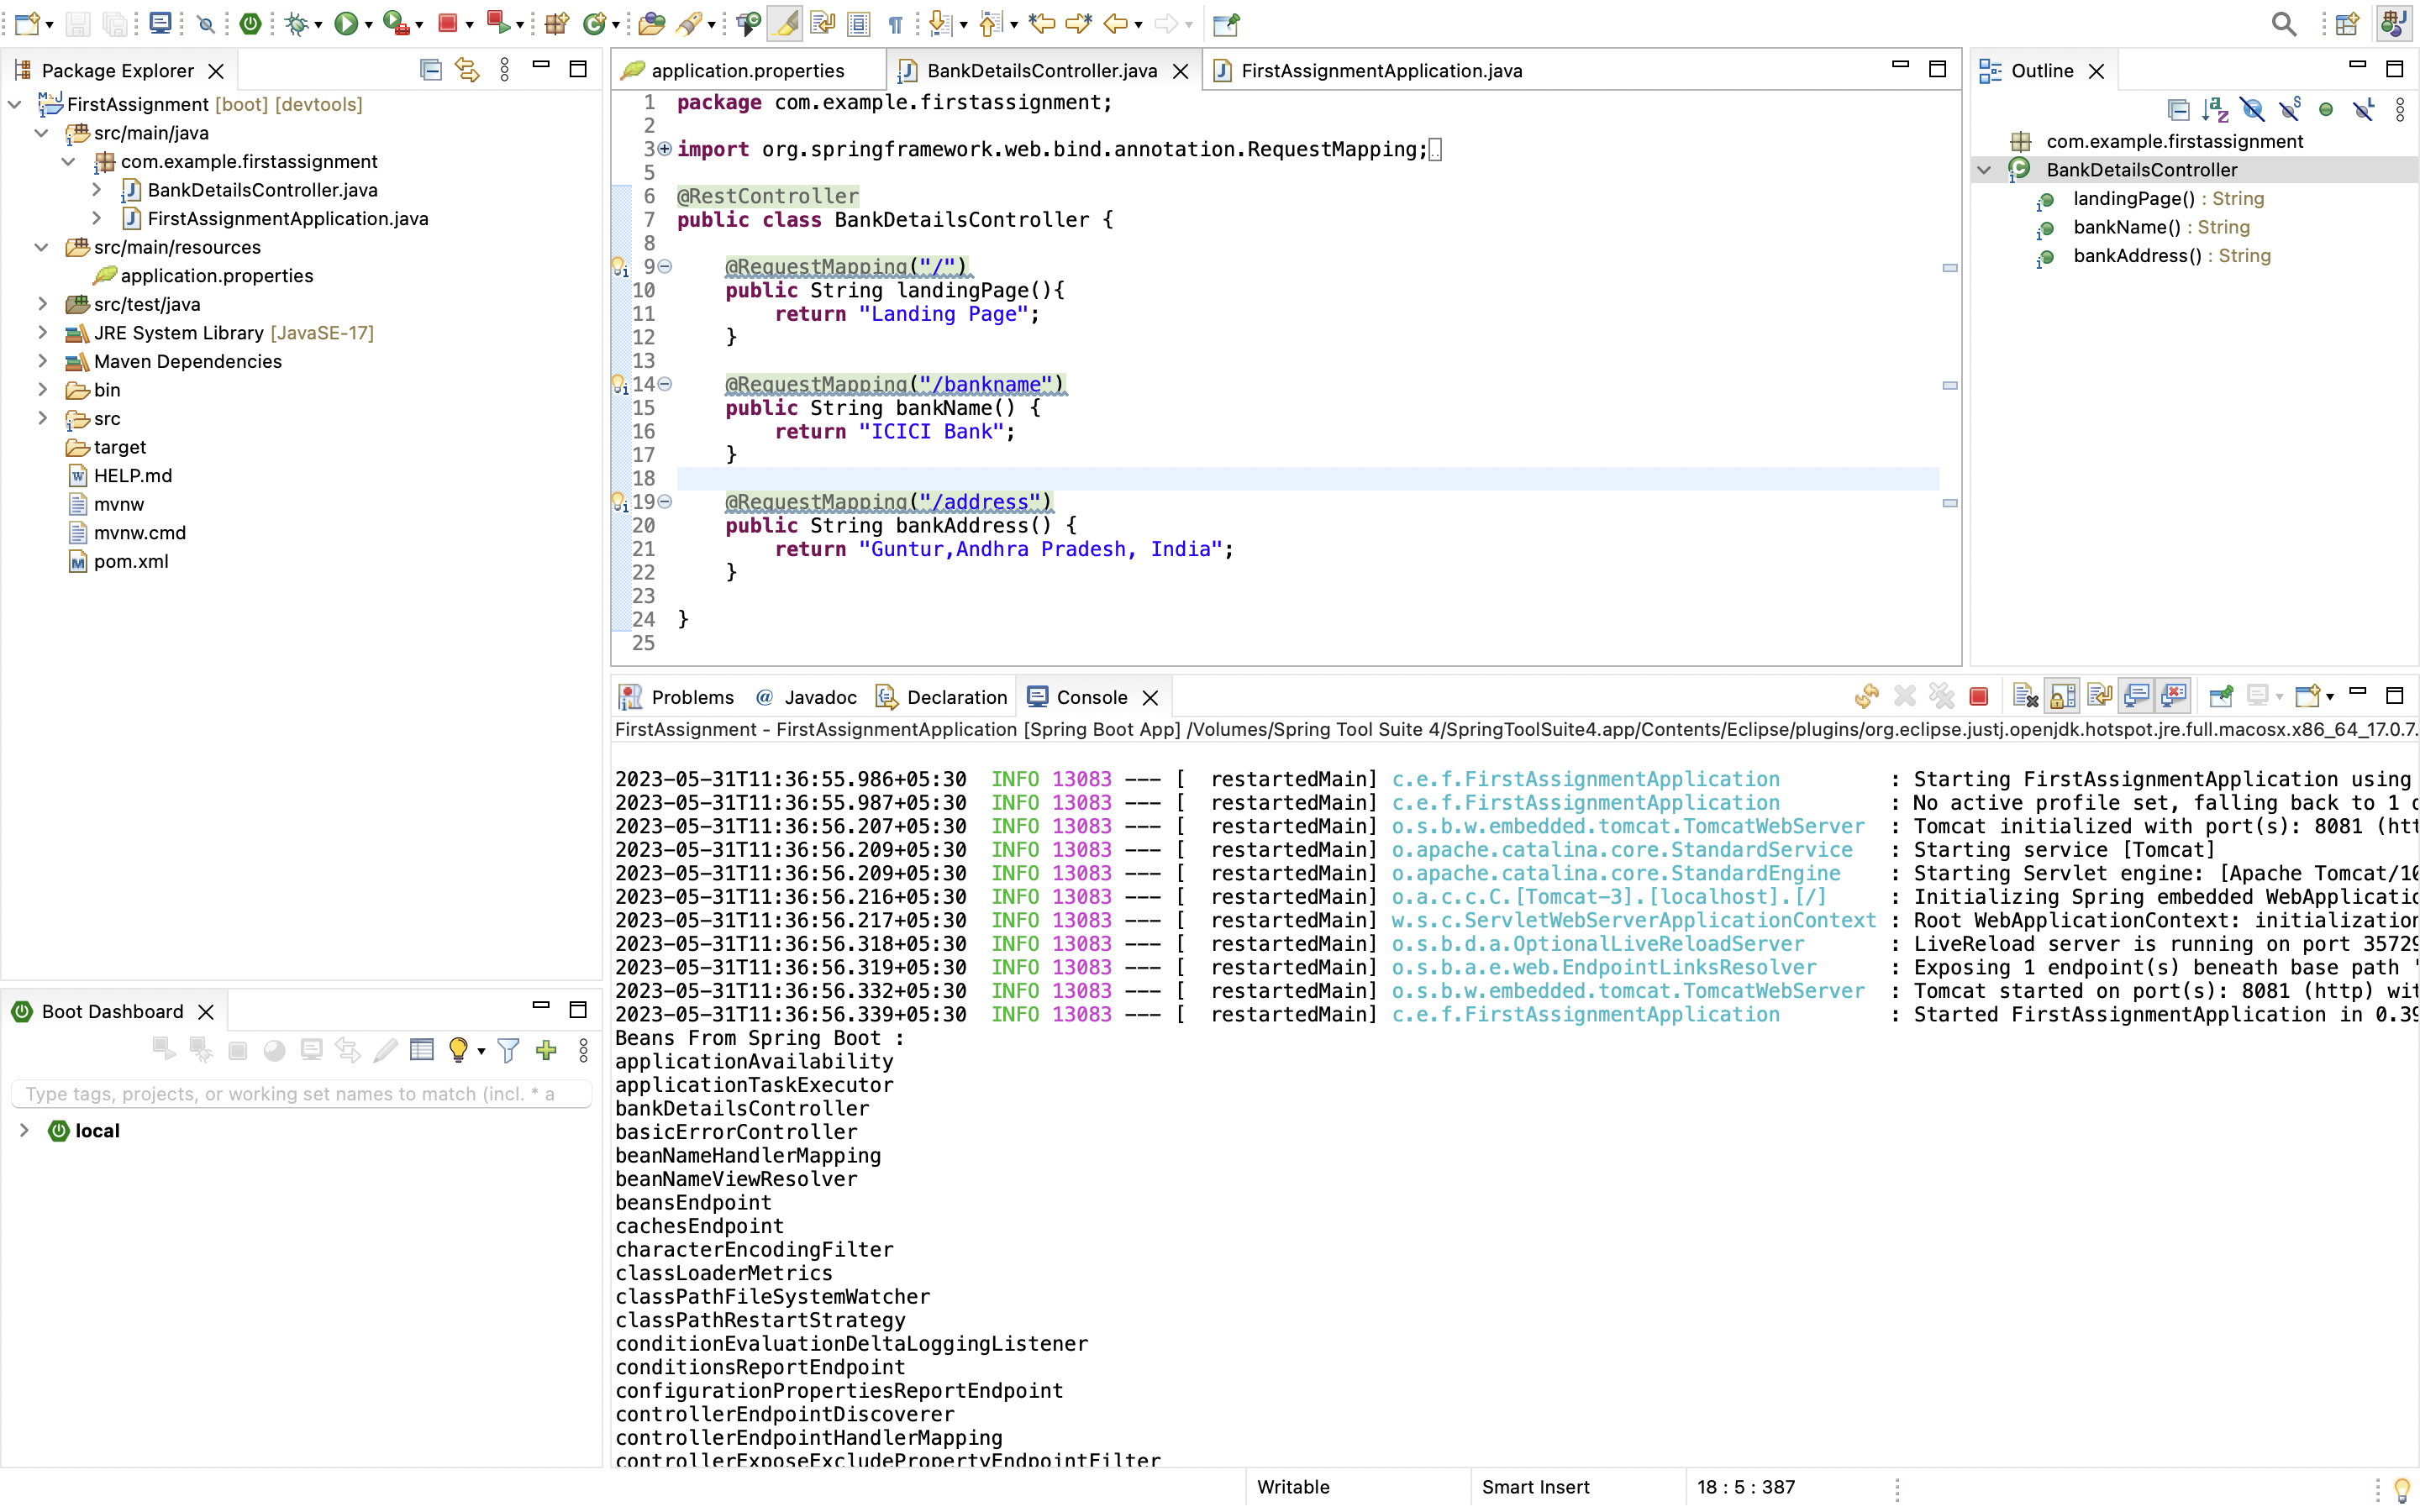 Package Explorer
FirstAssignment [boot] [devtools]
src/main/java
com.example.firstassignment
BankDetailsController.java
FirstAssignmentApplication.java
src/main/resources
application.properties
src/test/java
JRE System Library [JavaSE-17]
Maven Dependencies
bin
src
target
HELP.md
mvnw
mvnw.cmd
pom.xml
Boot Dashboard
Type tags, projects, or working set names to match (incl. * a
local
application.properties
BankDetailsController.java
FirstAssignmentApplication.java
1 package com.example.firstassignment;
2
3 import org.springframework.web.bind.annotation.RequestMapping;
5
6 @RestController
7 public class BankDetailsController {
8
9 @RequestMapping("/")
10 public String landingPage(){
11 return "Landing Page";
12 }
13
14 @RequestMapping("/bankname")
15 public String bankName() {
16 return "ICICI Bank";
17 }
18
19 @RequestMapping("/address")
20 public String bankAddress() {
21 return "Guntur,Andhra Pradesh, India";
22 }
23
24 }
25
Outline
com.example.firstassignment
BankDetailsController
landingPage() : String
bankName() : String
bankAddress() : String
Problems
@ Javadoc
Declaration
Console
FirstAssignment - FirstAssignmentApplication [Spring Boot App] /Volumes/Spring Tool Suite 4/SpringToolSuite4.app/Contents/Eclipse/plugins/org.eclipse.justj.openjdk.hotspot.jre.full.macosx.x86_64_17.0.7.
2023-05-31T11:36:55.986+05:30 INFO 13083 --- [ restartedMain] c.e.f.FirstAssignmentApplication : Starting FirstAssignmentApplication using
2023-05-31T11:36:55.987+05:30 INFO 13083 --- [ restartedMain] c.e.f.FirstAssignmentApplication : No active profile set, falling back to 1
2023-05-31T11:36:56.207+05:30 INFO 13083 --- [ restartedMain] o.s.b.w.embedded.tomcat.TomcatWebServer : Tomcat initialized with port(s): 8081 (htt
2023-05-31T11:36:56.209+05:30 INFO 13083 --- [ restartedMain] o.apache.catalina.core.StandardService : Starting service [Tomcat]
2023-05-31T11:36:56.209+05:30 INFO 13083 --- [ restartedMain] o.apache.catalina.core.StandardEngine : Starting Servlet engine: [Apache Tomcat/10
2023-05-31T11:36:56.216+05:30 INFO 13083 --- [ restartedMain] o.a.c.c.C.[Tomcat-3].[localhost].[/] : Initializing Spring embedded WebApplicatio
2023-05-31T11:36:56.217+05:30 INFO 13083 --- [ restartedMain] w.s.c.ServletWebServerApplicationContext : Root WebApplicationContext: initialization
2023-05-31T11:36:56.318+05:30 INFO 13083 --- [ restartedMain] o.s.b.d.a.OptionalLiveReloadServer : LiveReload server is running on port 35729
2023-05-31T11:36:56.319+05:30 INFO 13083 --- [ restartedMain] o.s.b.a.e.web.EndpointLinksResolver : Exposing 1 endpoint(s) beneath base path '
2023-05-31T11:36:56.332+05:30 INFO 13083 --- [ restartedMain] o.s.b.w.embedded.tomcat.TomcatWebServer : Tomcat started on port(s): 8081 (http) wit
2023-05-31T11:36:56.339+05:30 INFO 13083 --- [ restartedMain] c.e.f.FirstAssignmentApplication : Started FirstAssignmentApplication in 0.39
Beans From Spring Boot :
applicationAvailability
applicationTaskExecutor
bankDetailsController
basicErrorController
beanNameHandlerMapping
beanNameViewResolver
beansEndpoint
cachesEndpoint
characterEncodingFilter
classLoaderMetrics
classPathFileSystemWatcher
classPathRestartStrategy
conditionEvaluationDeltaLoggingListener
conditionsReportEndpoint
configurationPropertiesReportEndpoint
controllerEndpointDiscoverer
controllerEndpointHandlerMapping
controllerExposeExcludePropertyEndpointFilter
Writable
Smart Insert
18 : 5 : 387